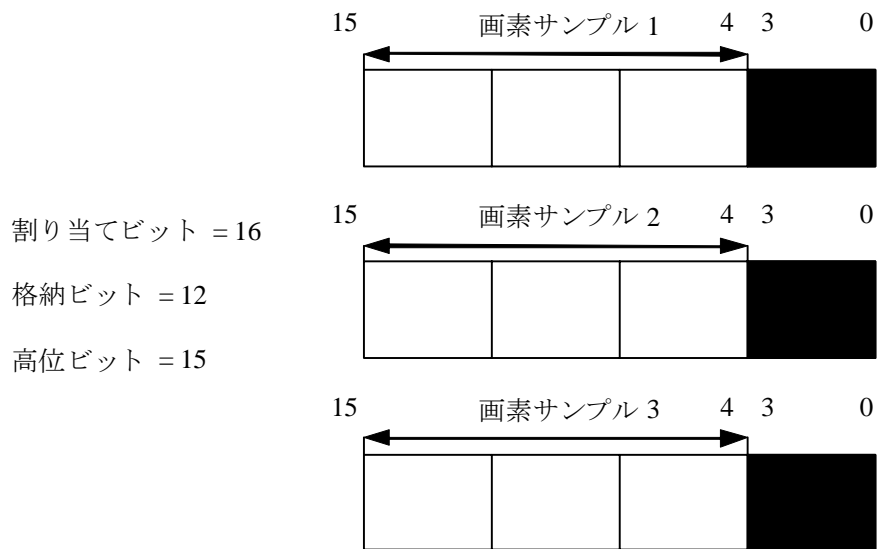 15 画素サンプル 1 4 3 0
15 画素サンプル 2 4 3 0
割り当てビット = 16
格納ビット = 12
高位ビット = 15
15 画素サンプル 3 4 3 0